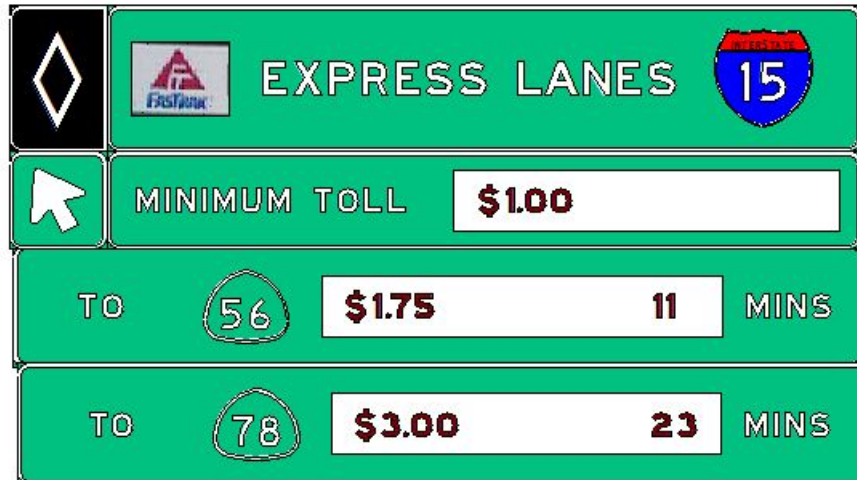 FASTRAK EXPRESS LANES INTERSTATE 15
MINIMUM TOLL $1.00
TO 56 $1.75 11 MINS
TO 78 $3.00 23 MINS